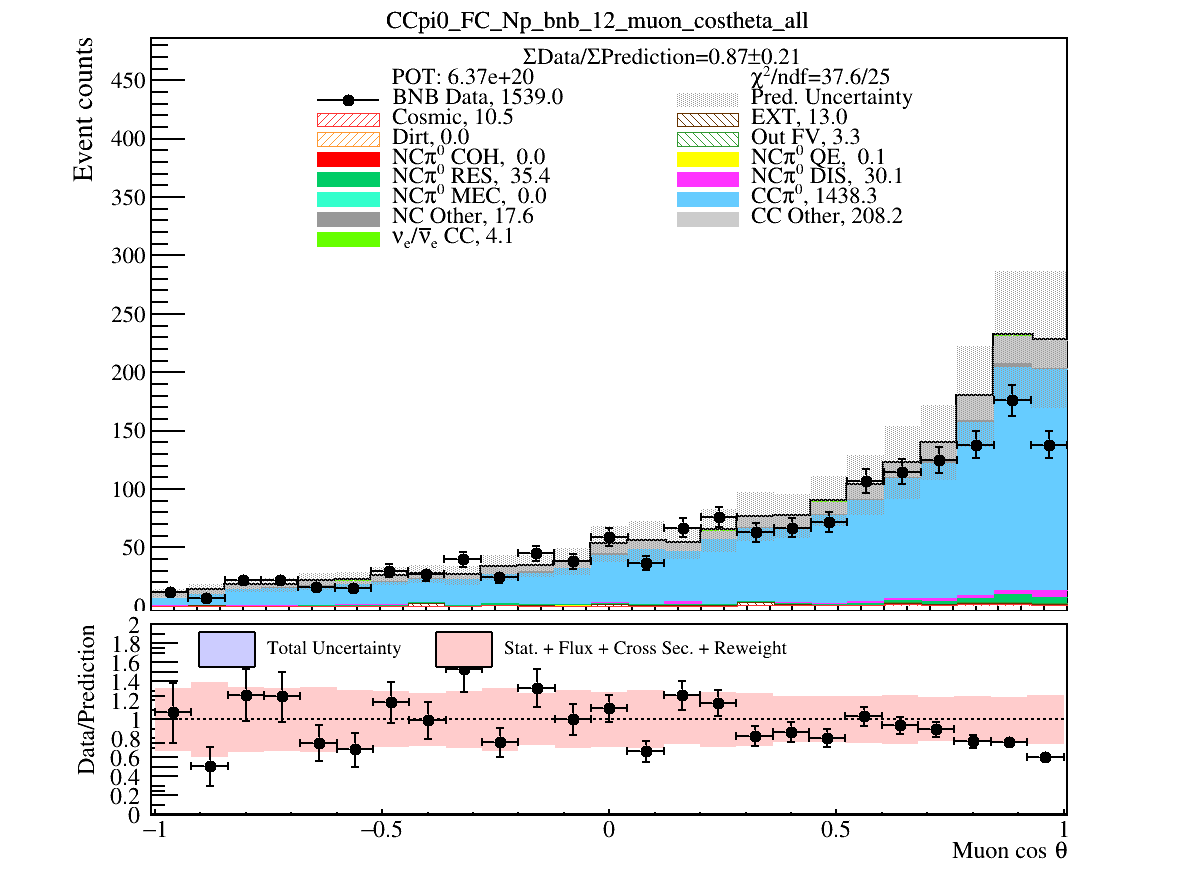 CCpi0_FC_Np_bnb_12_muon_costheta_all
ΣData/ΣPrediction=0.87±0.21
POT: 6.37e+20
χ²/ndf=37.6/25
BNB Data, 1539.0
Pred. Uncertainty
Cosmic, 10.5
EXT, 13.0
Dirt, 0.0
Out FV, 3.3
NCπ⁰ COH, 0.0
NCπ⁰ QE, 0.1
NCπ⁰ RES, 35.4
NCπ⁰ DIS, 30.1
NCπ⁰ MEC, 0.0
CCπ⁰, 1438.3
NC Other, 17.6
CC Other, 208.2
νₑ/ν̅ₑ CC, 4.1
Event counts
450
400
350
300
250
200
150
100
50
0
Total Uncertainty
Stat. + Flux + Cross Sec. + Reweight
Data/Prediction
2
1.8
1.6
1.4
1.2
1
0.8
0.6
0.4
0.2
0
−1
−0.5
0
0.5
1
Muon cos θ